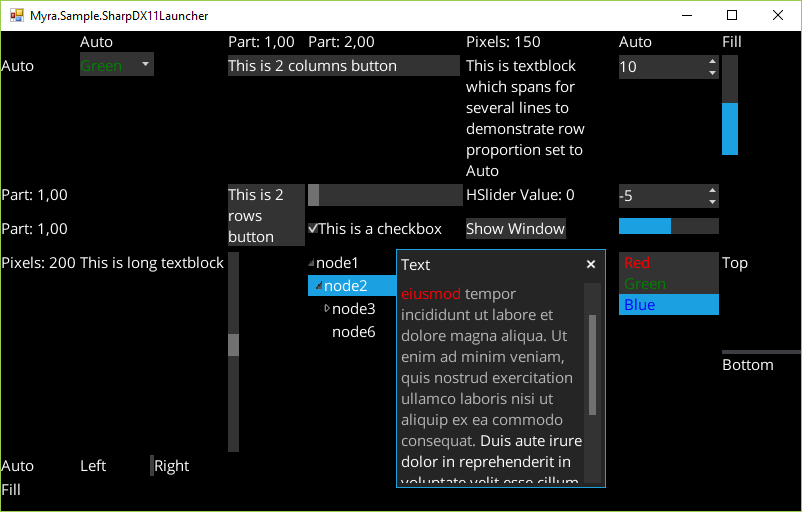 Myra.Sample.SharpDX11Launcher
Auto Part: 1,00 Part: 2,00 Pixels: 150 Auto Fill
Auto Green This is 2 columns button This is textblock 10
which spans for
several lines to
demonstrate row
proportion set to
Auto
Part: 1,00 This is 2 HSlider Value: 0 -5
rows
Part: 1,00 button This is a checkbox Show Window
Pixels: 200 This is long textblock node1 Text Red Top
node2 Green
node3 Blue
node6
eiusmod tempor
incididunt ut labore et
dolore magna aliqua. Ut
enim ad minim veniam,
quis nostrud exercitation
ullamco laboris nisi ut
aliquip ex ea commodo
consequat. Duis aute irure
dolor in reprehenderit in
voluptate velit esse cillum
Bottom
Auto Left Right
Fill